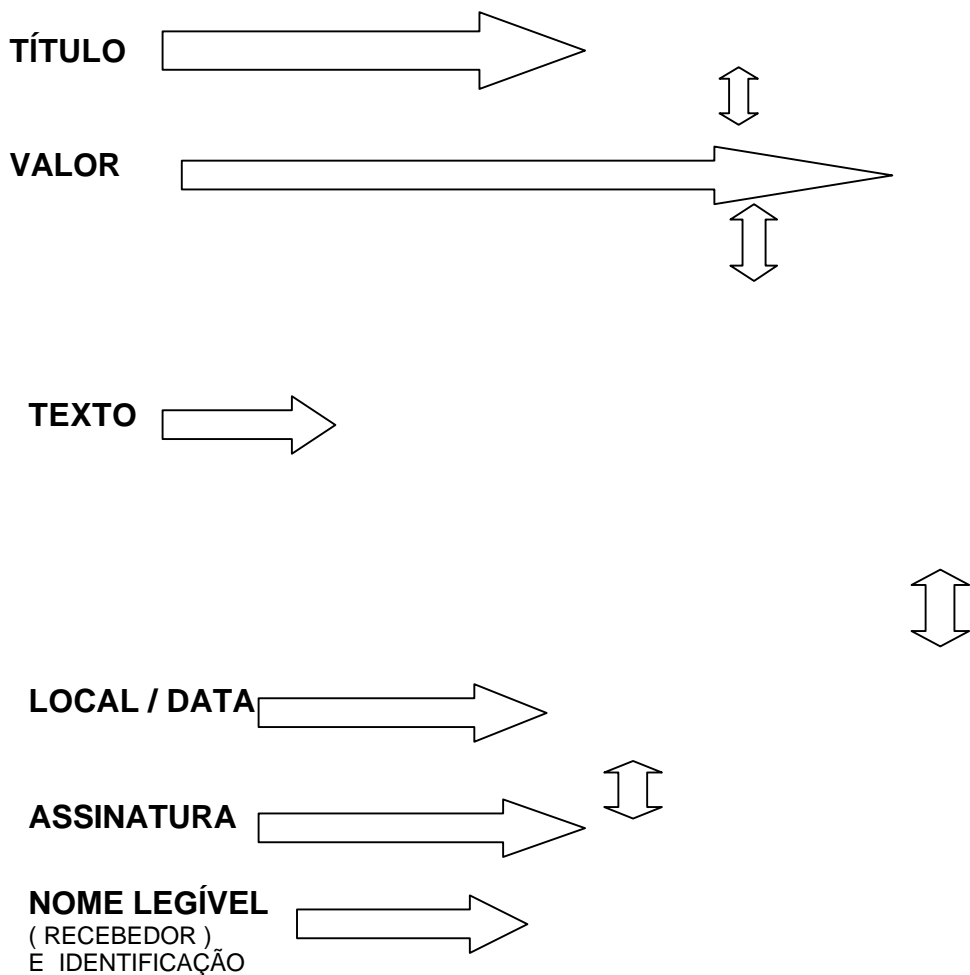 TÍTULO
VALOR
TEXTO
LOCAL / DATA
ASSINATURA
NOME LEGÍVEL
( RECEBEDOR )
E IDENTIFICAÇÃO